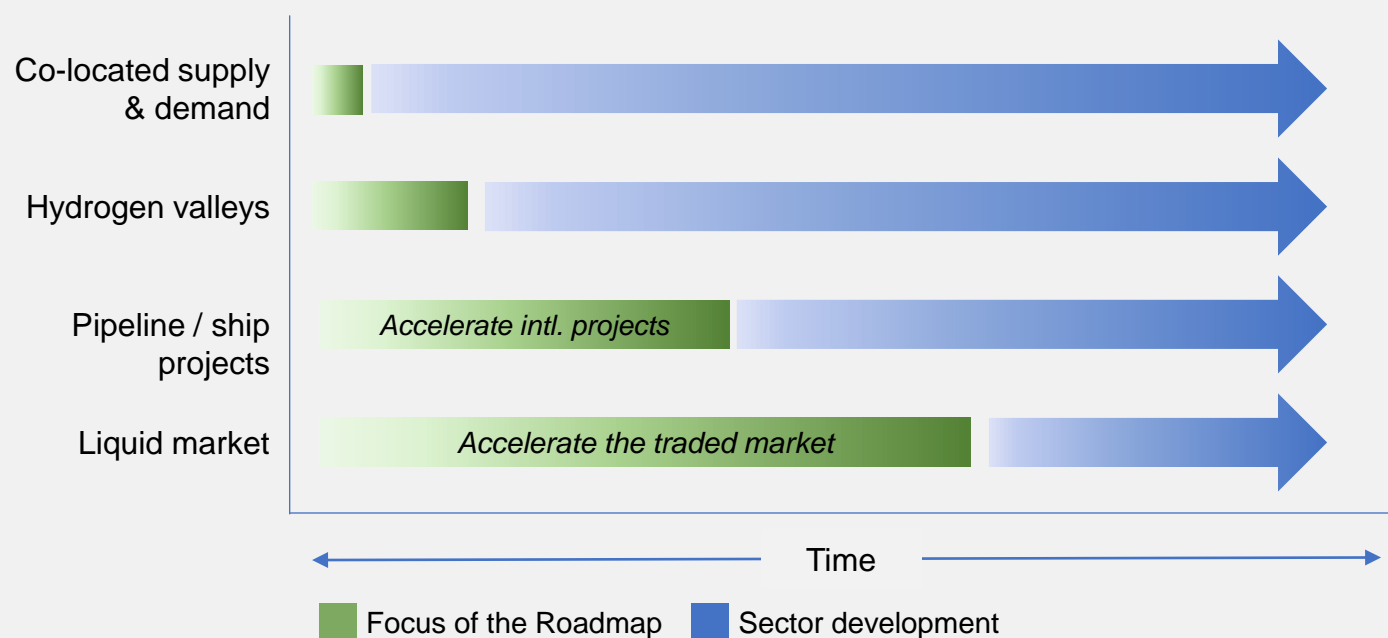 Co-located supply
& demand
Hydrogen valleys
Pipeline / ship
projects
Accelerate intl. projects
Liquid market
Accelerate the traded market
Time
Focus of the Roadmap
Sector development